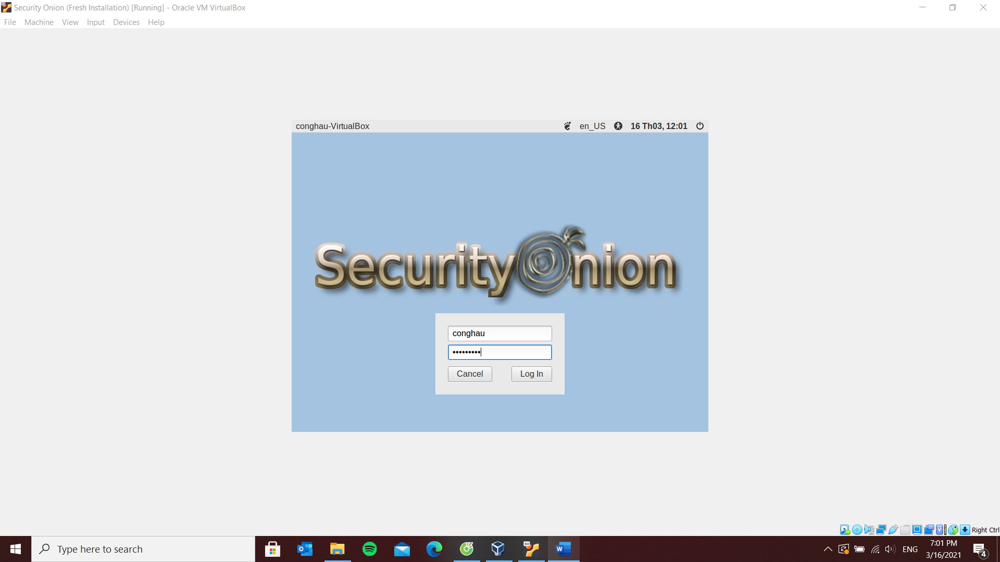 Security Onion (Fresh Installation) [Running] - Oracle VM VirtualBox
File Machine View Input Devices Help
conghau-VirtualBox en_US 16 Th03, 12:01
SecurityOnion
conghau
•••••••••
Cancel Log In
Right Ctrl
Type here to search
ENG
7:01 PM
3/16/2021
4